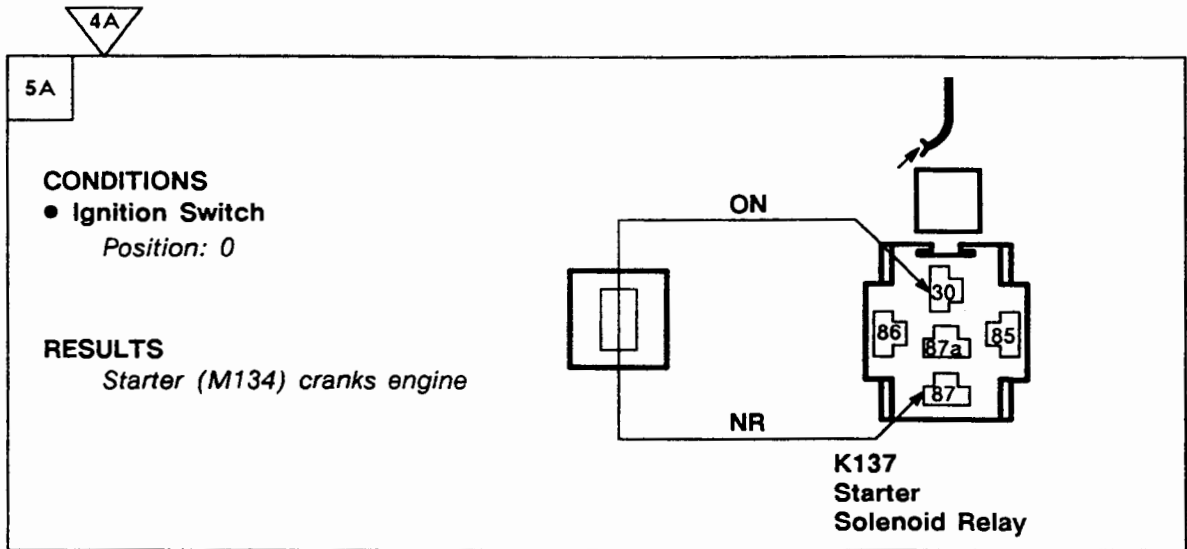 4A
5A
CONDITIONS
● Ignition Switch
Position: 0
RESULTS
Starter (M134) cranks engine
ON
NR
30
86
87a
85
87
K137
Starter
Solenoid Relay